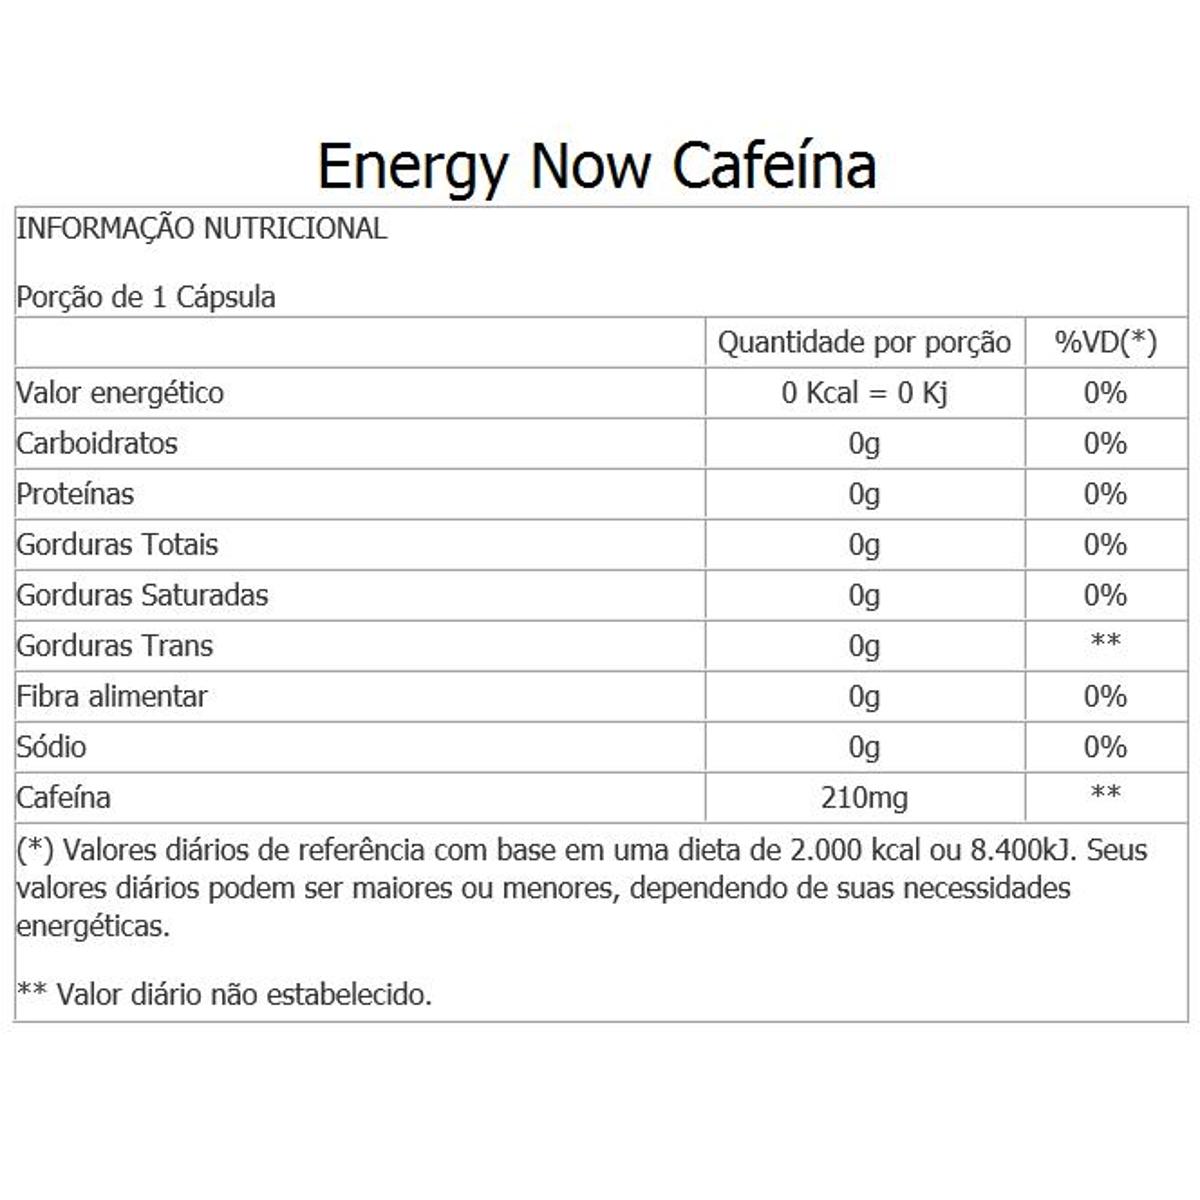 Energy Now Cafeína
INFORMAÇÃO NUTRICIONAL
Porção de 1 Cápsula
Quantidade por porção %VD(*)
Valor energético 0 Kcal = 0 Kj 0%
Carboidratos 0g 0%
Proteínas 0g 0%
Gorduras Totais 0g 0%
Gorduras Saturadas 0g 0%
Gorduras Trans 0g **
Fibra alimentar 0g 0%
Sódio 0g 0%
Cafeína 210mg **
(*) Valores diários de referência com base em uma dieta de 2.000 kcal ou 8.400kJ. Seus
valores diários podem ser maiores ou menores, dependendo de suas necessidades
energéticas.
** Valor diário não estabelecido.